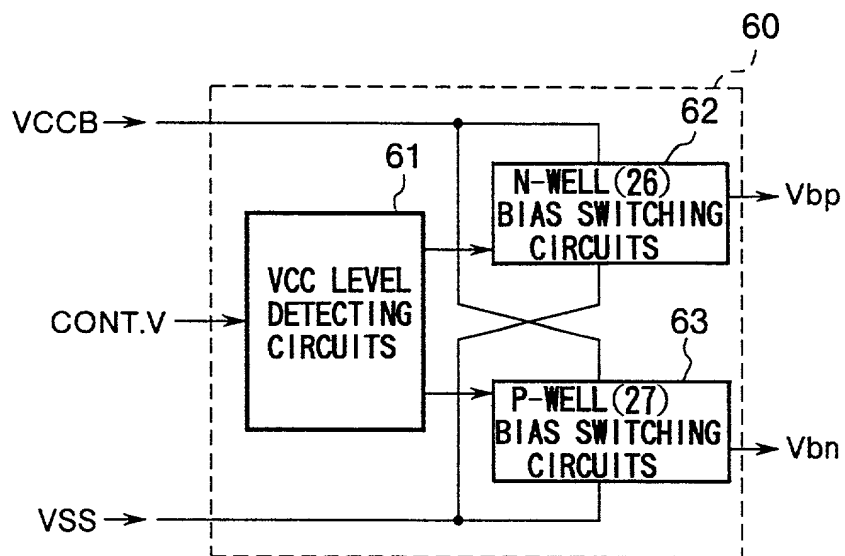 60
VCCB
62
61
N-WELL(26)
BIAS SWITCHING
CIRCUITS
Vbp
VCC LEVEL
DETECTING
CIRCUITS
CONT.V
63
P-WELL(27)
BIAS SWITCHING
CIRCUITS
Vbn
VSS